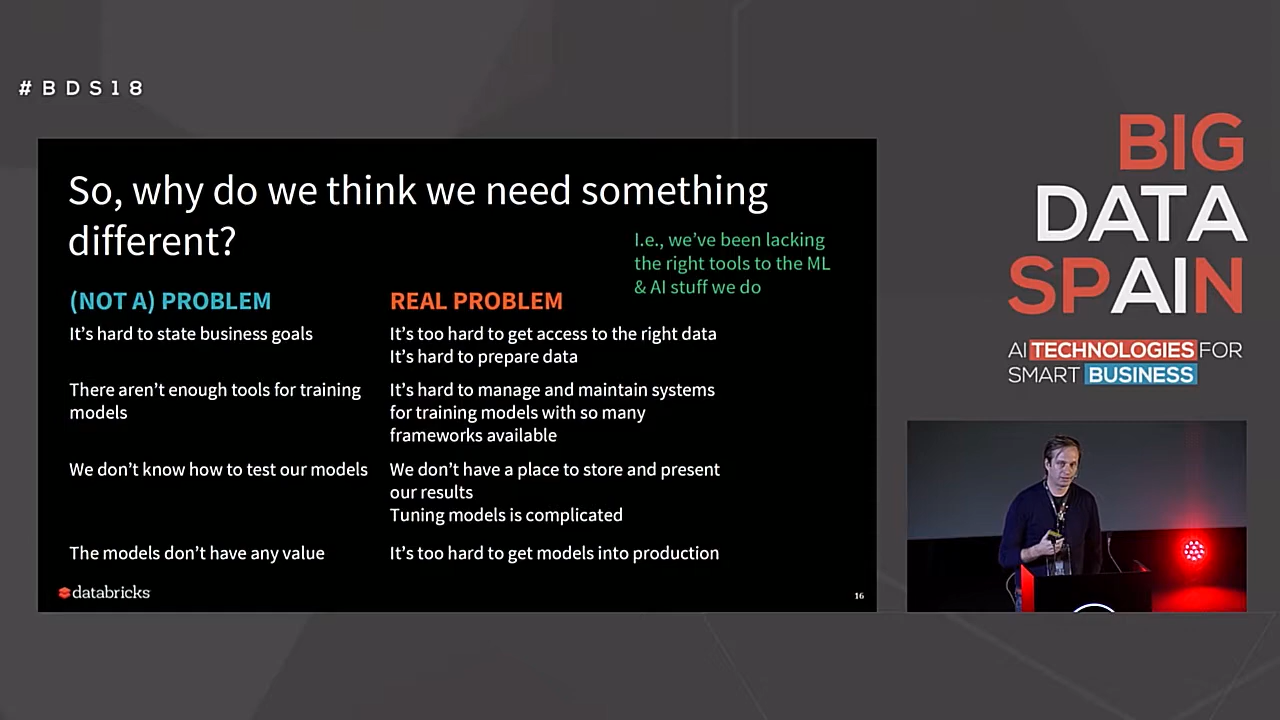 #BDS18
So, why do we think we need something
different?
I.e., we've been lacking
the right tools to the ML
& AI stuff we do
(NOT A) PROBLEM
REAL PROBLEM
It's hard to state business goals
It's too hard to get access to the right data
It's hard to prepare data
There aren't enough tools for training
models
It's hard to manage and maintain systems
for training models with so many
frameworks available
We don't know how to test our models
We don't have a place to store and present
our results
Tuning models is complicated
The models don't have any value
It's too hard to get models into production
databricks
16
BIG
DATA
SPAIN
AI TECHNOLOGIES FOR
SMART BUSINESS